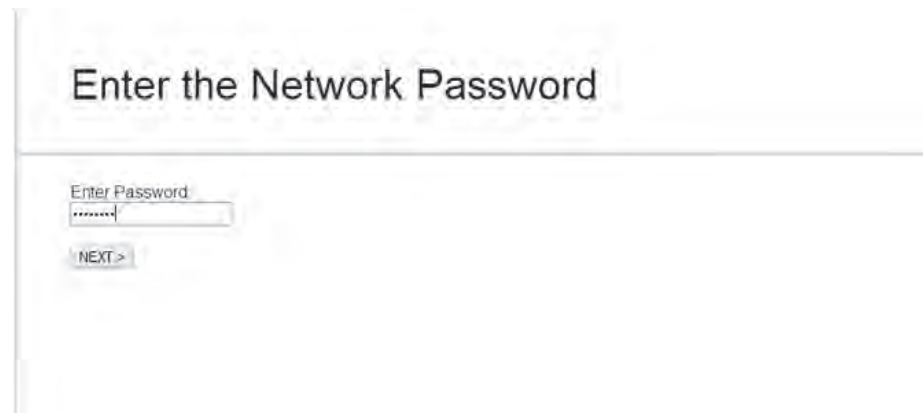 Enter the Network Password
Enter Password
••••••••
NEXT >